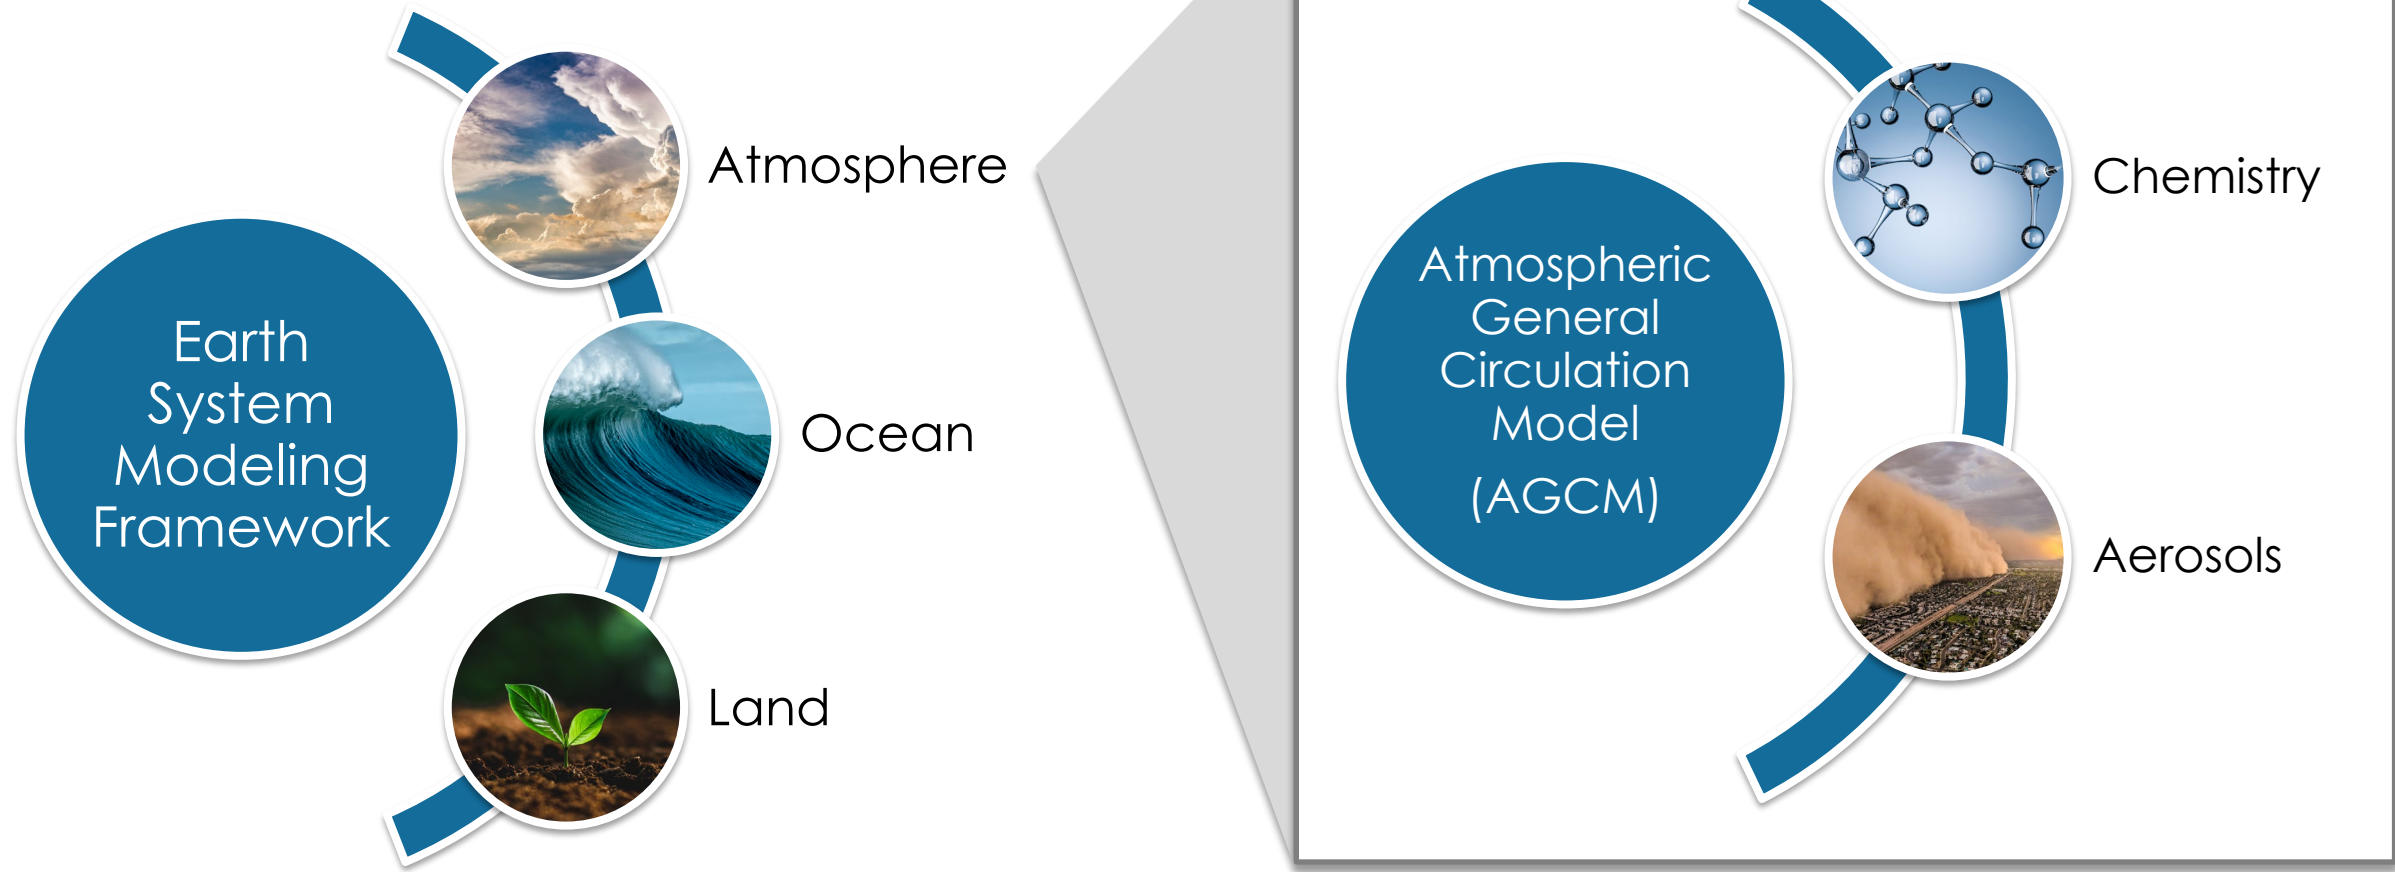 Earth
System
Modeling
Framework
Atmosphere
Ocean
Land
Atmospheric
General
Circulation
Model
(AGCM)
Chemistry
Aerosols